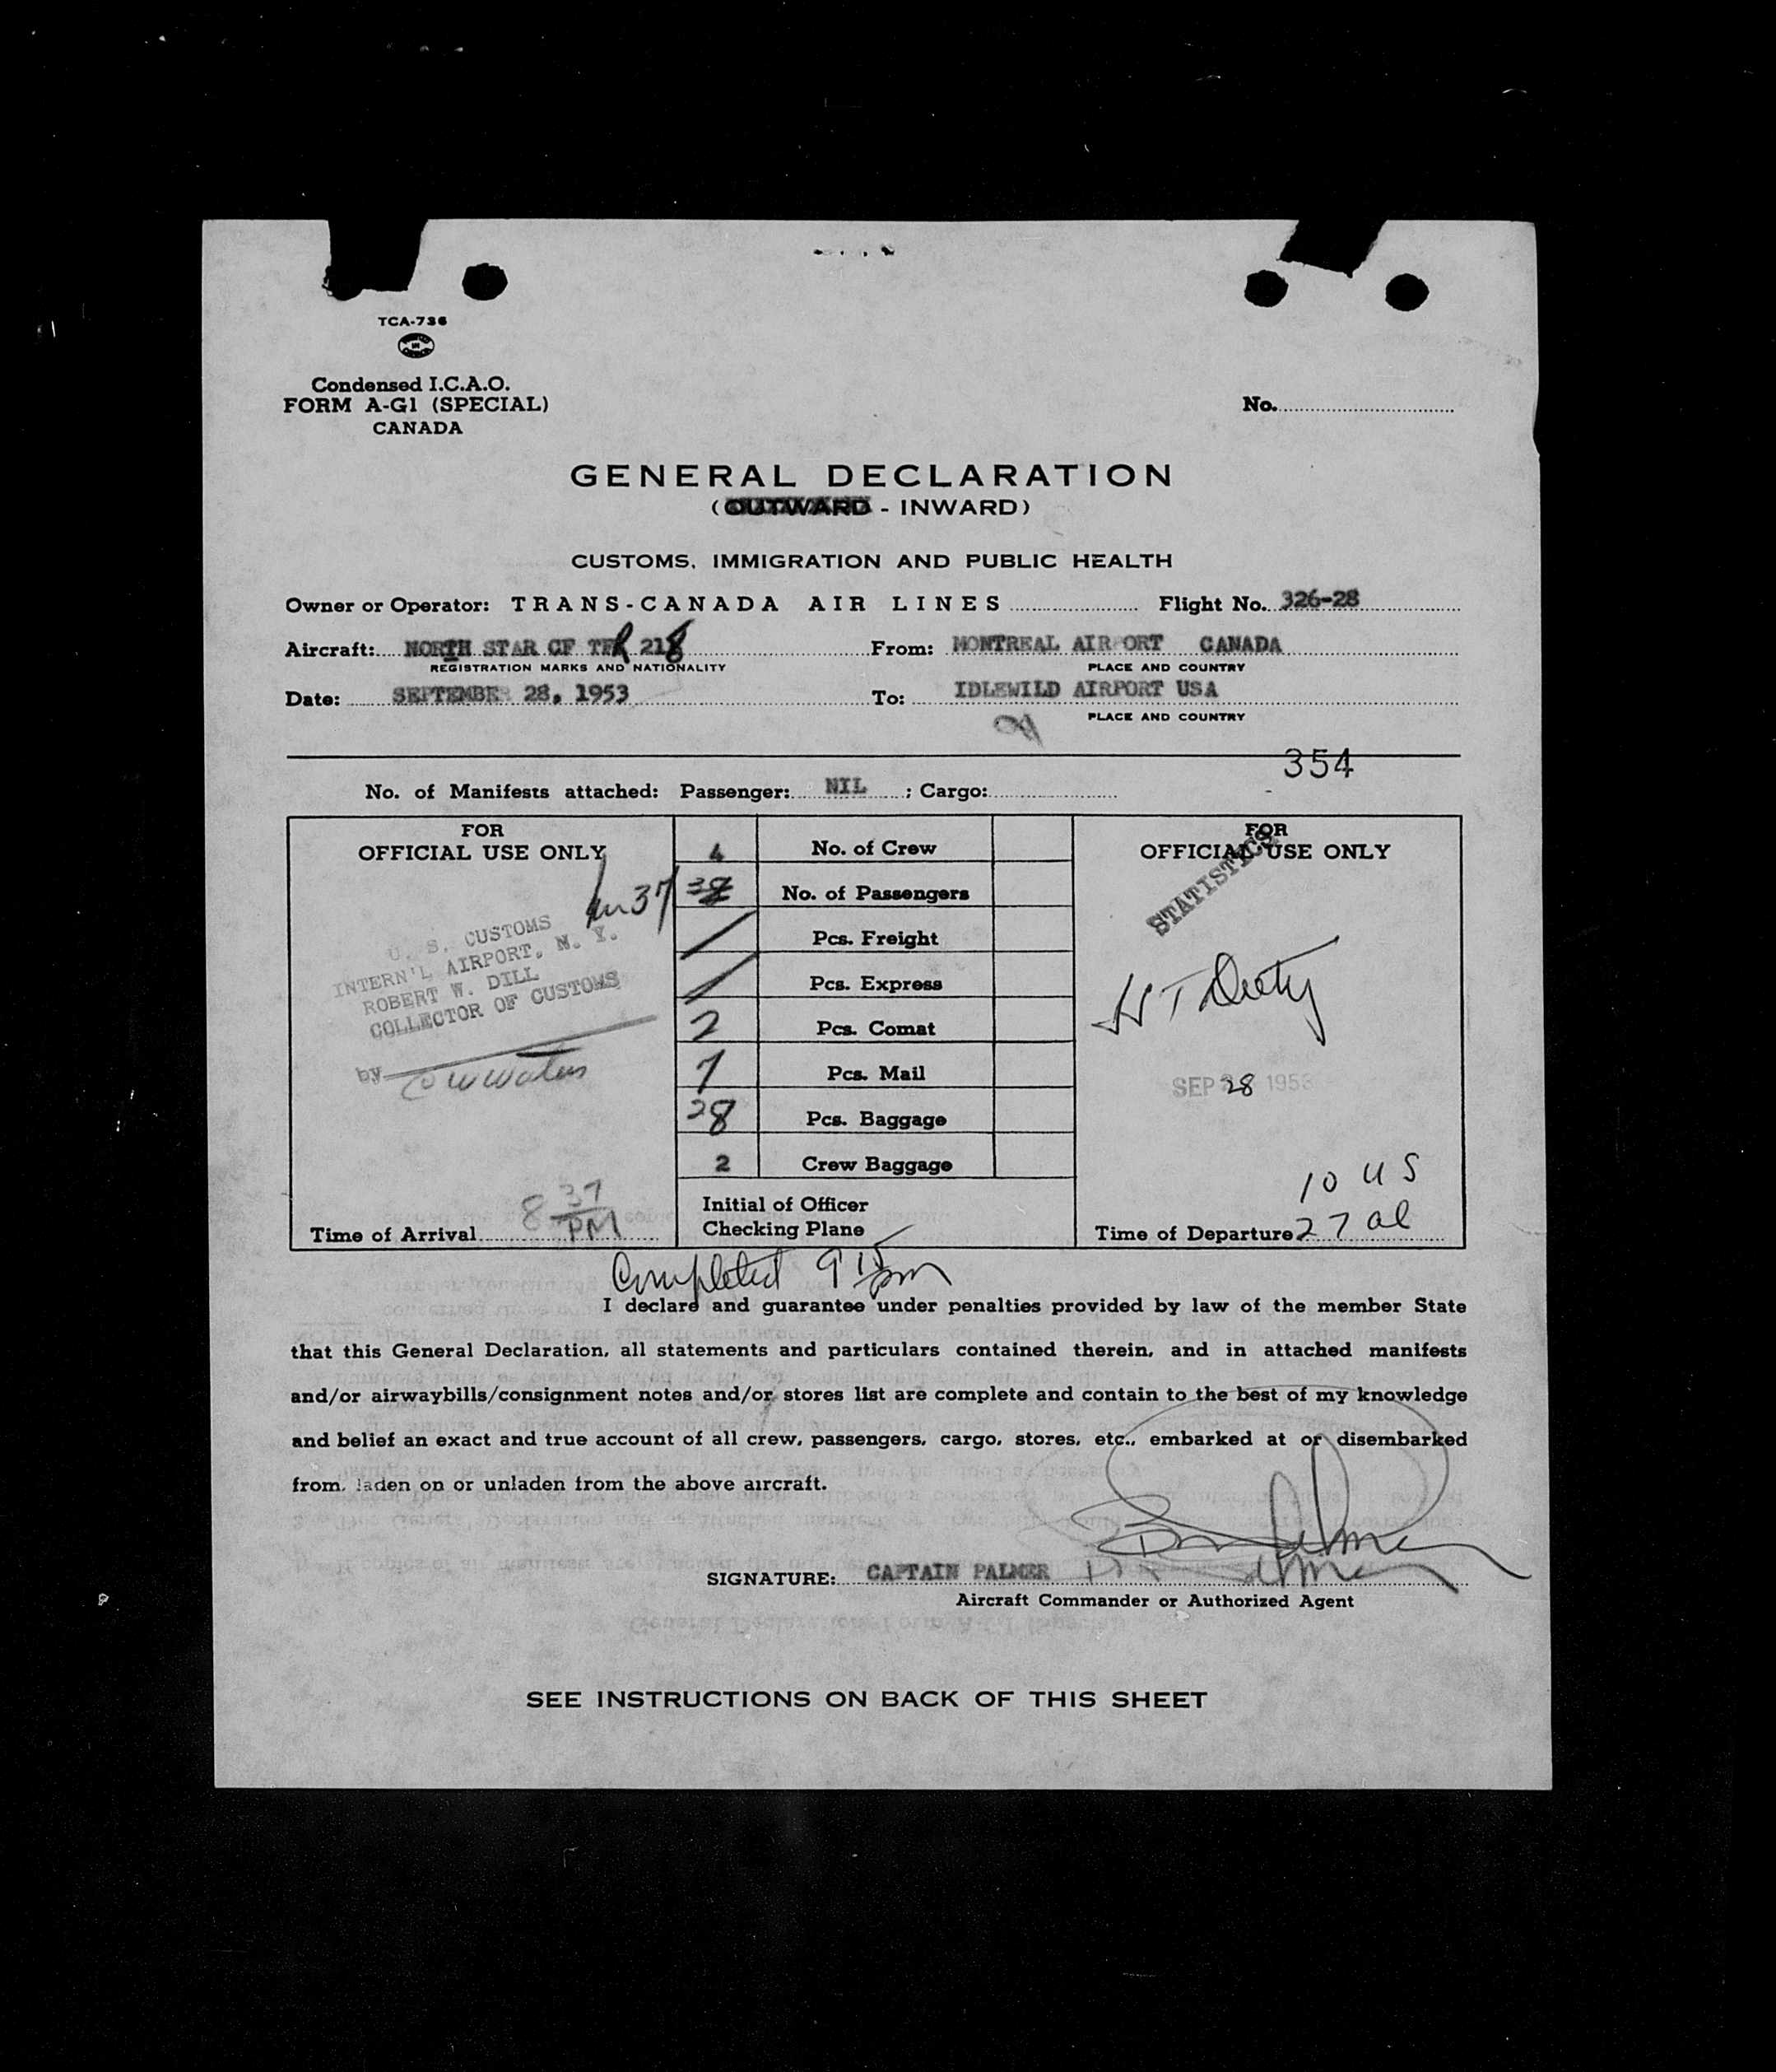 TCA-736
Condensed I.C.A.O.
FORM A-G1 (SPECIAL)
CANADA
No.
GENERAL DECLARATION
(OUTWARD - INWARD)
CUSTOMS, IMMIGRATION AND PUBLIC HEALTH
Owner or Operator: TRANS-CANADA AIR LINES Flight No. 326-28
Aircraft: NORTH STAR CF TFR 218 From: MONTREAL AIRPORT CANADA
REGISTRATION MARKS AND NATIONALITY PLACE AND COUNTRY
Date: SEPTEMBER 28, 1953 To: IDLEWILD AIRPORT USA
PLACE AND COUNTRY
354
No. of Manifests attached: Passenger: NIL ; Cargo:
FOR
OFFICIAL USE ONLY
37
U. S. CUSTOMS
INTERN'L AIRPORT, N. Y.
ROBERT W. DILL
COLLECTOR OF CUSTOMS
by
Time of Arrival 8 37 PM
4 No. of Crew
38 No. of Passengers
/ Pcs. Freight
/ Pcs. Express
2 Pcs. Comat
7 Pcs. Mail
28 Pcs. Baggage
2 Crew Baggage
Initial of Officer
Checking Plane
FOR
OFFICIAL USE ONLY
STATISTICS
SEP 28 1953
10 US
Time of Departure 27 al
Completed 9 15 pm
I declare and guarantee under penalties provided by law of the member State
that this General Declaration, all statements and particulars contained therein, and in attached manifests
and/or airwaybills/consignment notes and/or stores list are complete and contain to the best of my knowledge
and belief an exact and true account of all crew, passengers, cargo, stores, etc., embarked at or disembarked
from, laden on or unladen from the above aircraft.
SIGNATURE: CAPTAIN PALMER
Aircraft Commander or Authorized Agent
SEE INSTRUCTIONS ON BACK OF THIS SHEET